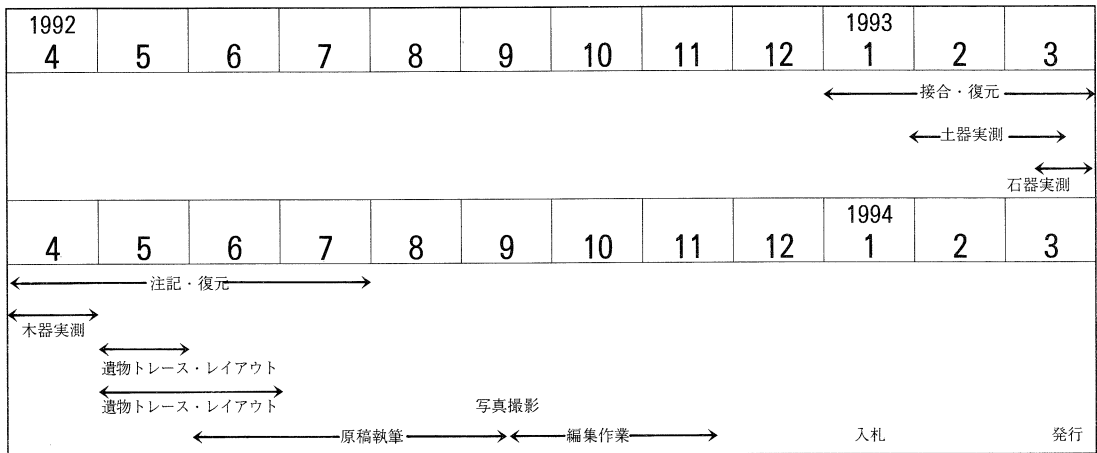 1992 1993
4 5 6 7 8 9 10 11 12 1 2 3
接合・復元
土器実測
石器実測
1994
4 5 6 7 8 9 10 11 12 1 2 3
注記・復元
木器実測
遺物トレース・レイアウト
遺物トレース・レイアウト
写真撮影
原稿執筆 編集作業 入札 発行